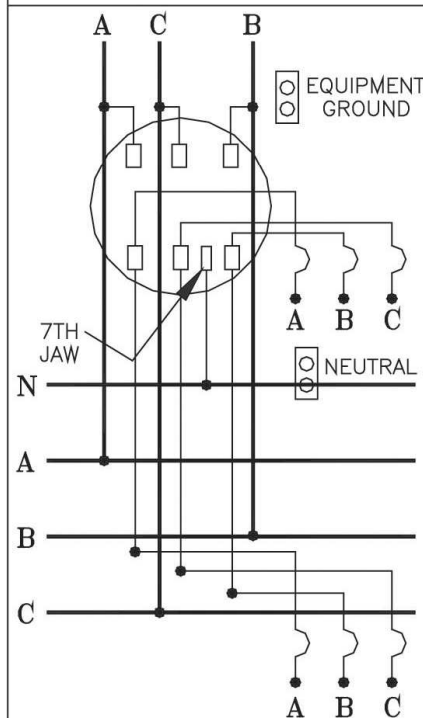 A C B
EQUIPMENT
GROUND
A B C
7TH
JAW
NEUTRAL
N
A
B
C
A B C